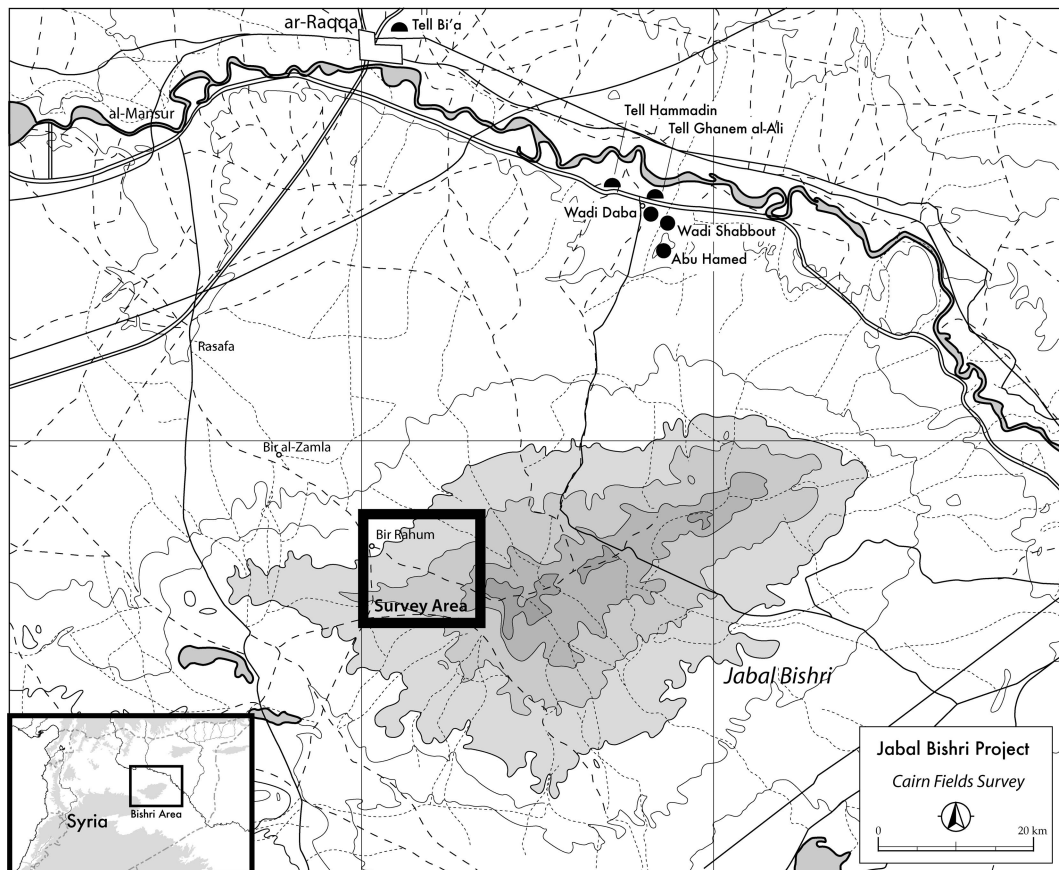 ar-Raqqa
Tell Bi'a
al-Mansur
Tell Hammadin
Tell Ghanem al-Ali
Wadi Daba
Wadi Shabbout
Abu Hamed
Rasafa
Bir al-Zamla
Bir Rahum
Survey Area
Jabal Bishri
Syria
Bishri Area
Jabal Bishri Project
Cairn Fields Survey
0 20 km